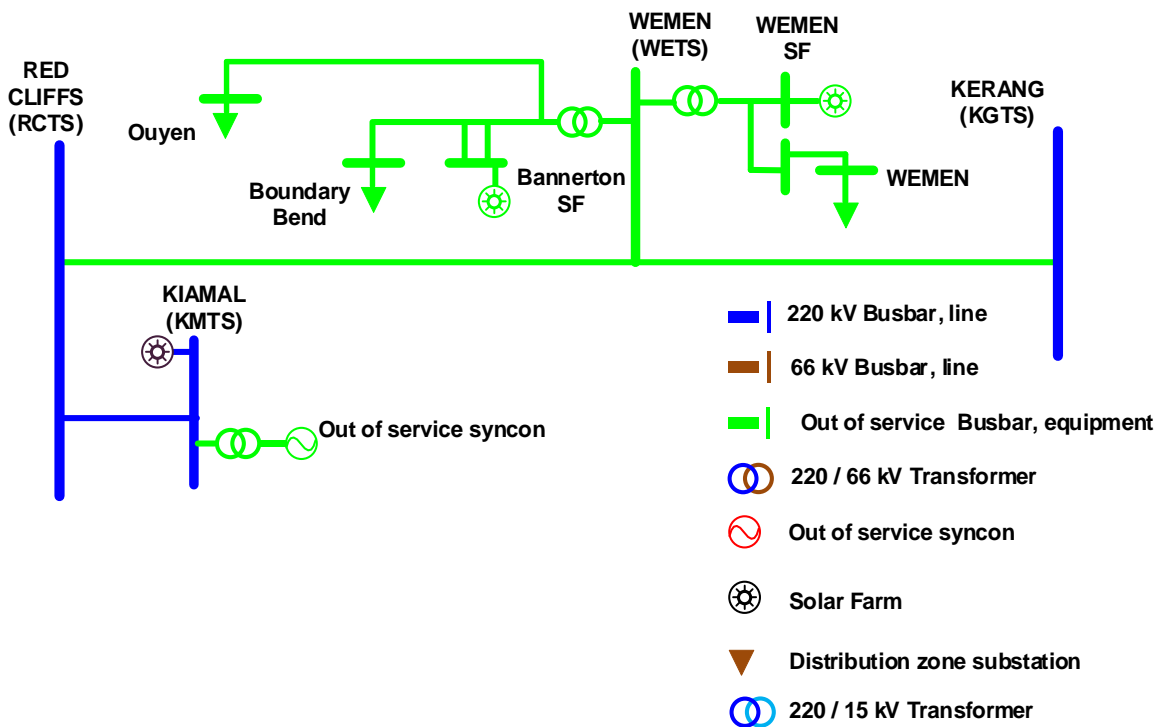 RED
CLIFFS
(RCTS)
Ouyen
Boundary
Bend
Bannerton
SF
WEMEN
(WETS)
WEMEN
SF
WEMEN
KERANG
(KGTS)
KIAMAL
(KMTS)
Out of service syncon
220 kV Busbar, line
66 kV Busbar, line
Out of service Busbar, equipment
220 / 66 kV Transformer
Out of service syncon
Solar Farm
Distribution zone substation
220 / 15 kV Transformer